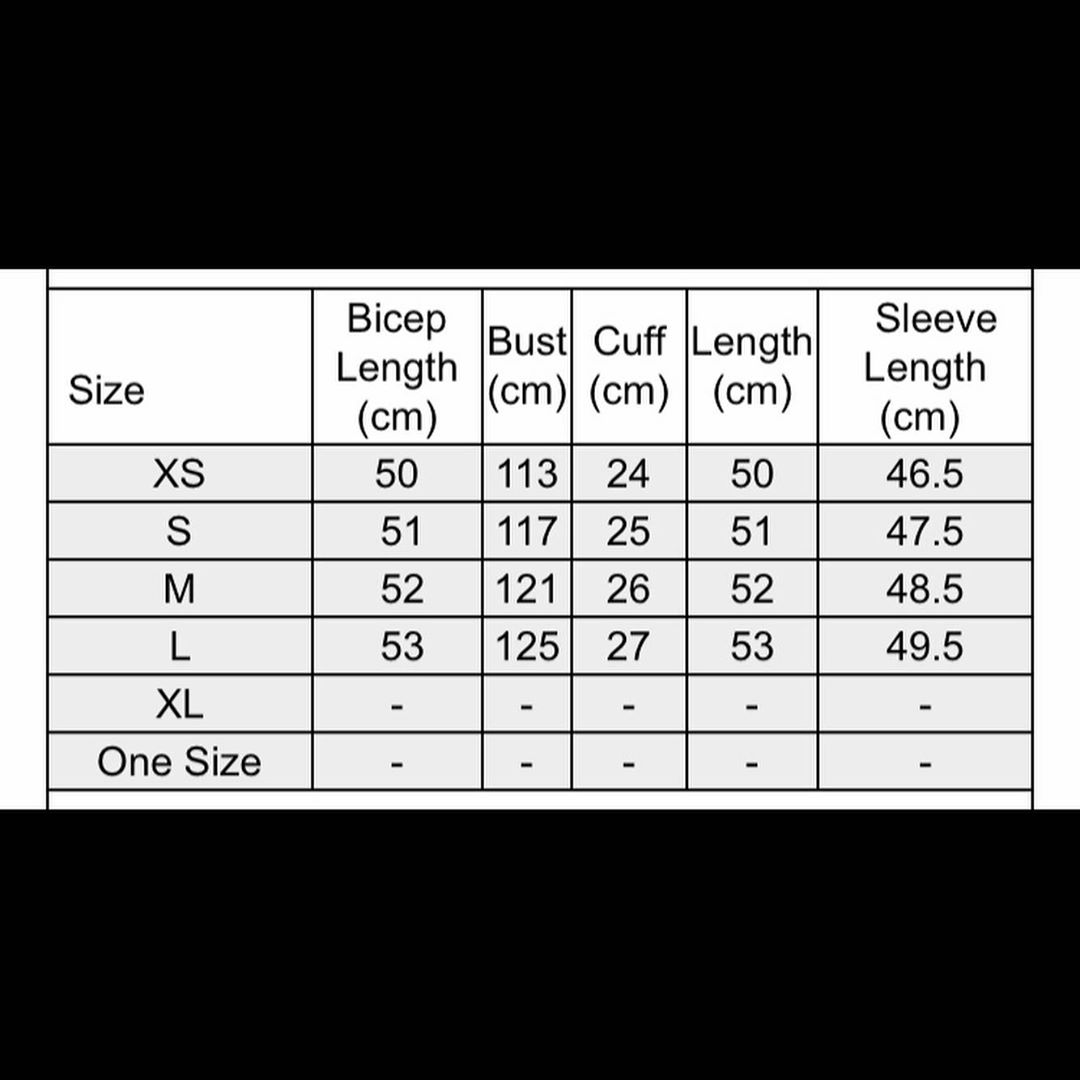 Size Bicep Length (cm) Bust (cm) Cuff (cm) Length (cm) Sleeve Length (cm)
XS 50 113 24 50 46.5
S 51 117 25 51 47.5
M 52 121 26 52 48.5
L 53 125 27 53 49.5
XL - - - - -
One Size - - - - -